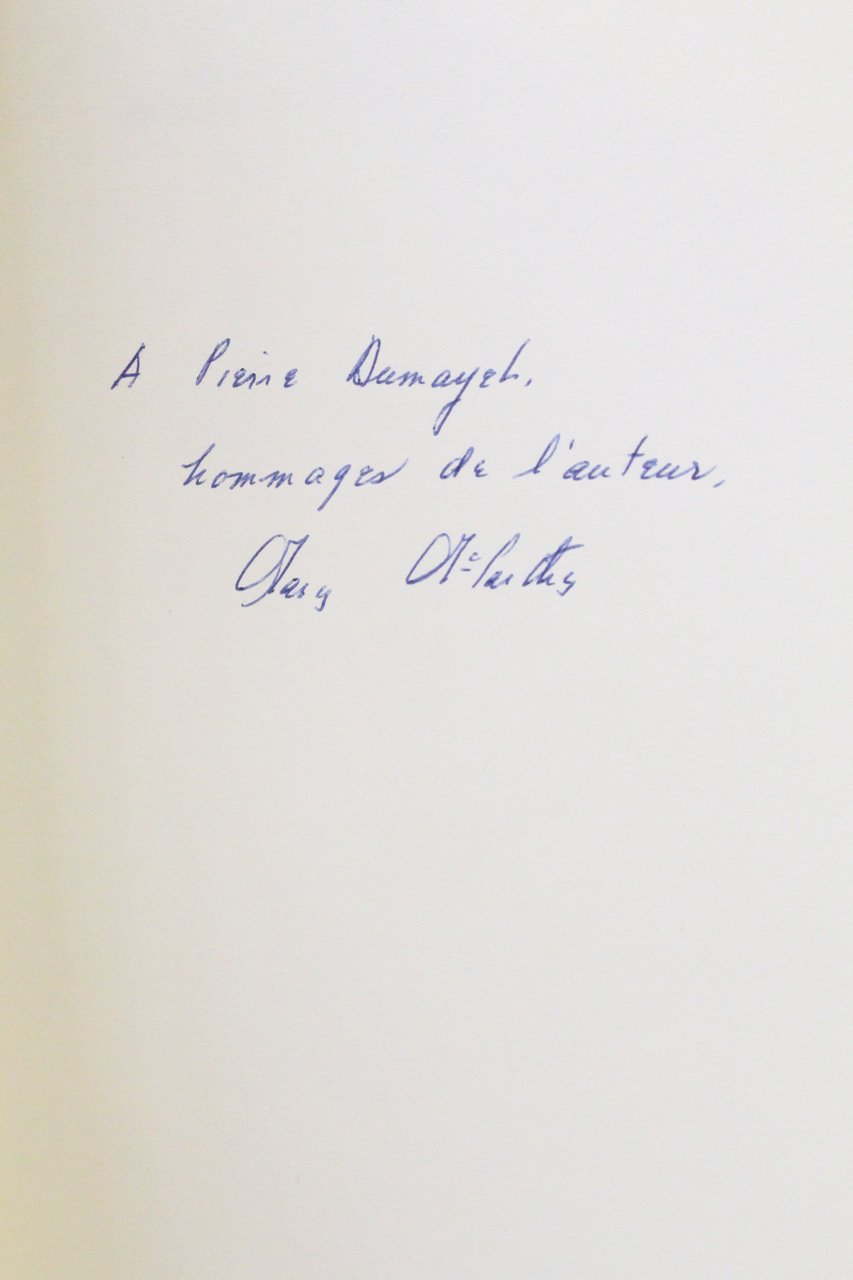 A Pierre Dumayet,
hommages de l'auteur,
Mary McCarthy